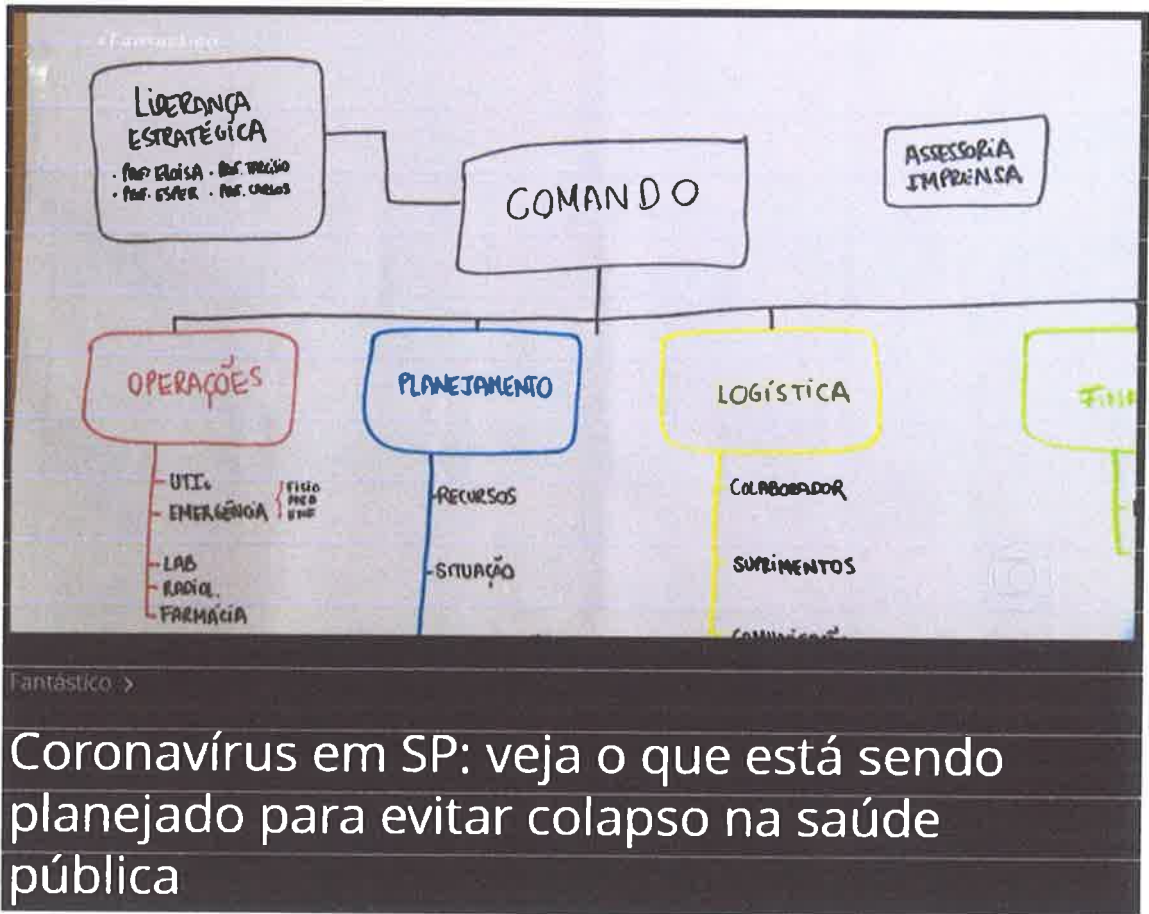 Fantástico
LIDERANÇA
ESTRATÉGICA
COMANDO
ASSESSORIA
IMPRENSA
OPERAÇÕES
PLANEJAMENTO
LOGÍSTICA
UTIs
EMERGÊNCIA
LAB
RADIOL.
FARMÁCIA
RECURSOS
SITUAÇÃO
COLABORADOR
SUPRIMENTOS
Fantástico >
Coronavírus em SP: veja o que está sendo
planejado para evitar colapso na saúde
pública